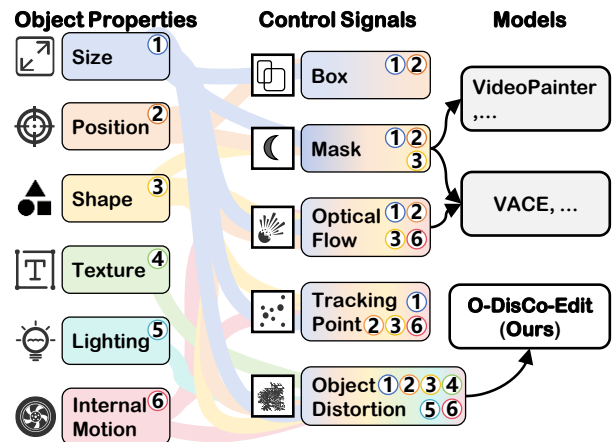 Object Properties
Control Signals
Models
Size 1
Position 2
Shape 3
T
Texture 4
Lighting 5
Internal 6
Motion
Box 1 2
Mask 1 2
3
Optical 1 2
Flow 3 6
Tracking 1
Point 2 3 6
Object 1 2 3 4
Distortion 5 6
VideoPainter
,...
VACE, ...
O-DisCo-Edit
(Ours)